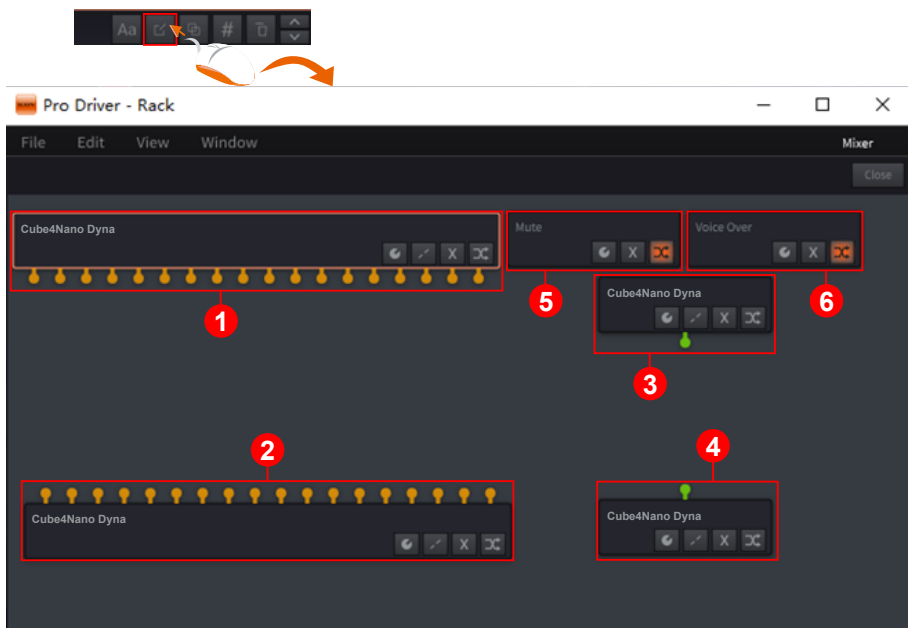 Aa #
Pro Driver - Rack
File Edit View Window Mixer
Close
Cube4Nano Dyna
X
Mute
X
Voice Over
X
1
5
6
Cube4Nano Dyna
X
3
2
4
Cube4Nano Dyna
X
Cube4Nano Dyna
X